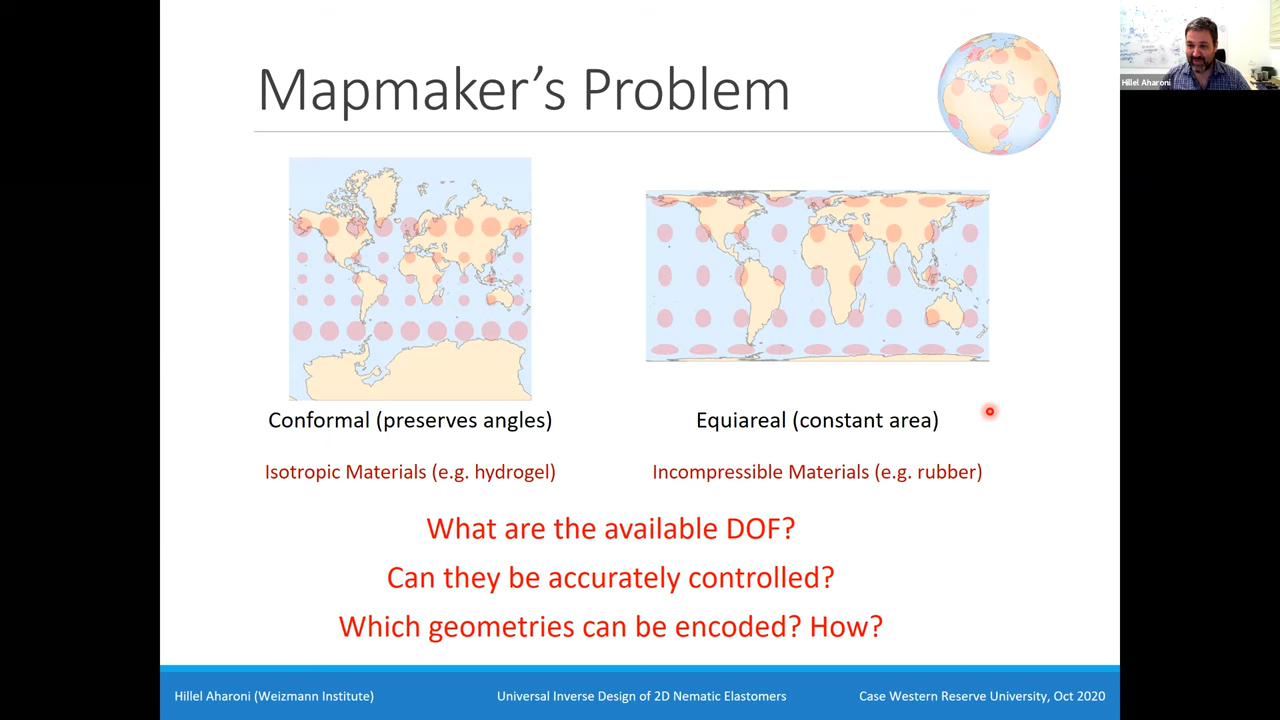 Mapmaker's Problem
Hillel Aharoni
Conformal (preserves angles)
Equiareal (constant area)
Isotropic Materials (e.g. hydrogel)
Incompressible Materials (e.g. rubber)
What are the available DOF?
Can they be accurately controlled?
Which geometries can be encoded? How?
Hillel Aharoni (Weizmann Institute)
Universal Inverse Design of 2D Nematic Elastomers
Case Western Reserve University, Oct 2020